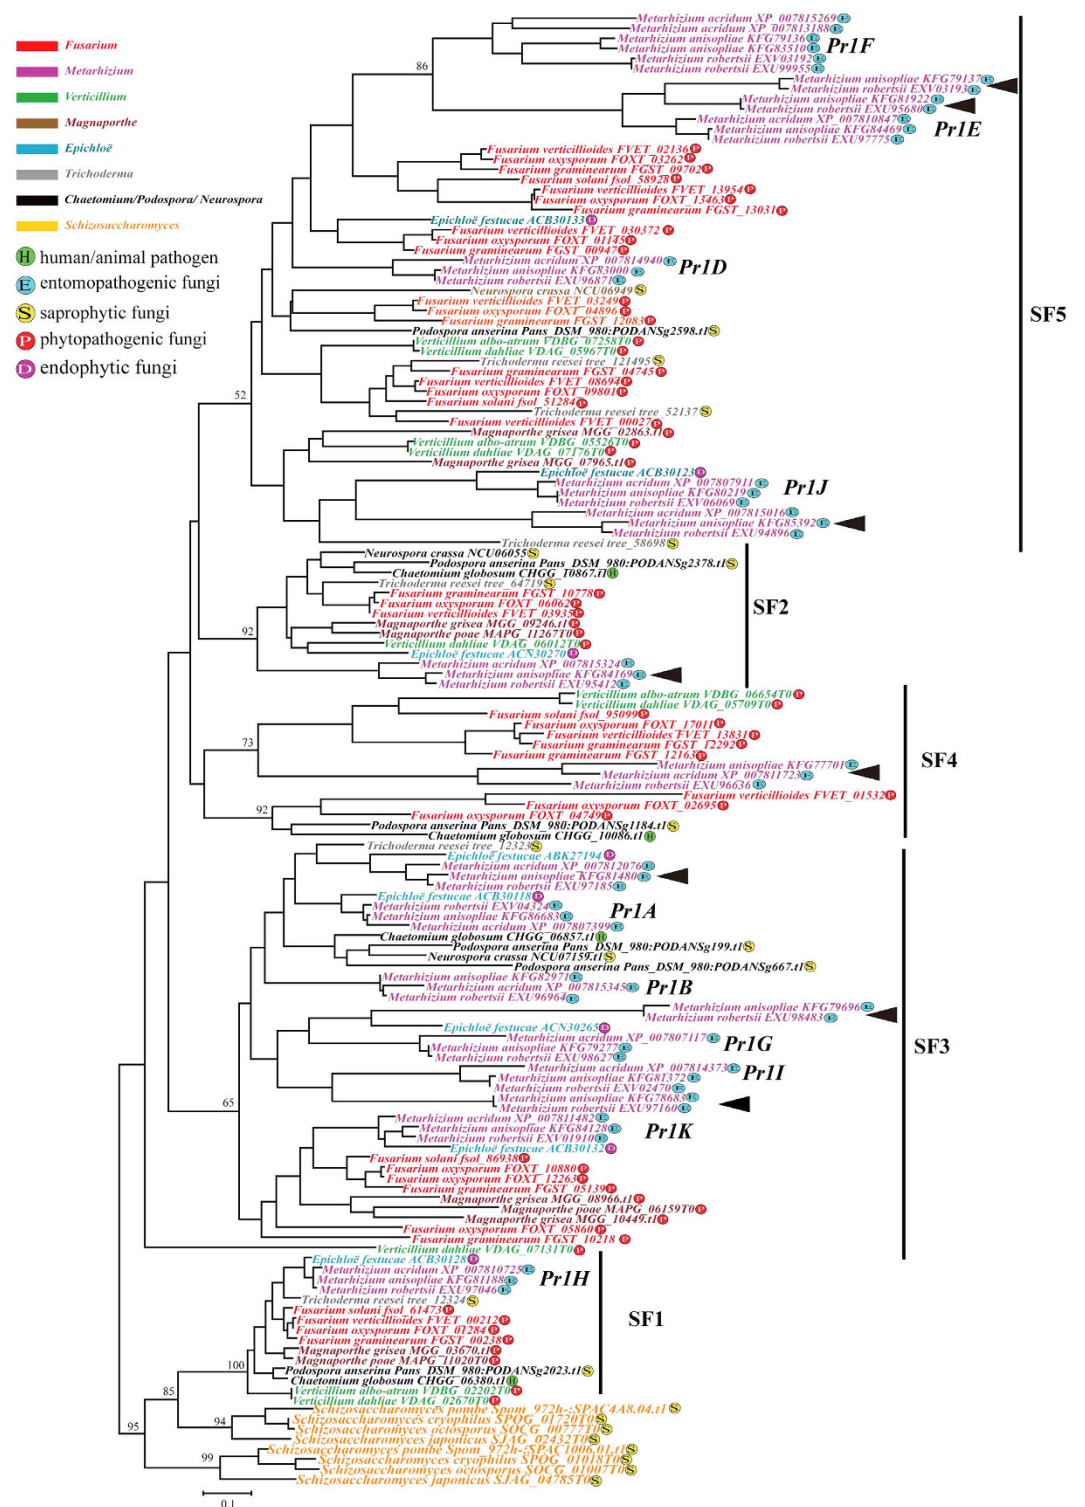 Fusarium
Metarhizium
Verticillium
Magnaporthe
Epichloë
Trichoderma
Chaetomium/Podospora/ Neurospora
Schizosaccharomyces
H human/animal pathogen
E entomopathogenic fungi
S saprophytic fungi
P phytopathogenic fungi
D endophytic fungi
Metarhizium acridum XP_007815269 E
Metarhizium acridum XP_007813188 E
Metarhizium anisopliae KFG79136 E
Pr1F
Metarhizium anisopliae KFG83510 E
Metarhizium robertsii EXV03192 E
Metarhizium robertsii EXU99955 E
86
Metarhizium anisopliae KFG79137 E
Metarhizium robertsii EXV03193 E
Metarhizium anisopliae KFG81922 E
Metarhizium robertsii EXU95680 E
Metarhizium acridum XP_007810847 E
Pr1E
Metarhizium anisopliae KFG84469 E
Metarhizium robertsii EXU97775 E
Fusarium verticillioides FVET_02136 P
Fusarium oxysporum FOXT_03262 P
Fusarium graminearum FGST_09702 P
Fusarium solani fsol_58928 P
Fusarium verticillioides FVET_13954 P
Fusarium oxysporum FOXT_13463 P
Fusarium graminearum FGST_13031 P
Epichloë festucae ACB30133 D
Fusarium verticillioides FVET_030372 P
Fusarium oxysporum FOXT_01145 P
Fusarium graminearum FGST_00947 P
Metarhizium acridum XP_007814940 E
Pr1D
Metarhizium anisopliae KFG83000 E
Metarhizium robertsii EXU96871 E
Neurospora crassa NCU06949 S
Fusarium verticillioides FVET_03249 P
Fusarium oxysporum FOXT_04896 P
Fusarium graminearum FGST_12083 P
SF5
Podospora anserina Pans_DSM_980:PODANSg2598.t1 S
Verticillium albo-atrum VDBG_07258T0 P
Verticillium dahliae VDAG_05967T0 P
Trichoderma reesei tree_121495 S
Fusarium graminearum FGST_04745 P
Fusarium verticillioides FVET_08694 P
Fusarium oxysporum FOXT_09801 P
Fusarium solani fsol_51284 P
52
Trichoderma reesei tree_52137 S
Fusarium verticillioides FVET_00027 P
Magnaporthe grisea MGG_02863.t1 P
Verticillium albo-atrum VDBG_05526T0 P
Verticillium dahliae VDAG_07176T0 P
Magnaporthe grisea MGG_07965.t1 P
Epichloë festucae ACB30123 D
Metarhizium acridum XP_007807911 E
Pr1J
Metarhizium anisopliae KFG80219 E
Metarhizium robertsii EXV06069 E
Metarhizium acridum XP_007815016 E
Metarhizium anisopliae KFG85392 E
Metarhizium robertsii EXU94896 E
Trichoderma reesei tree_58698 S
Neurospora crassa NCU06055 S
Podospora anserina Pans_DSM_980:PODANSg2378.t1 S
Chaetomium globosum CHGG_10867.t1 H
Trichoderma reesei tree_64719 S
Fusarium graminearum FGST_10778 P
Fusarium oxysporum FOXT_06062 P
SF2
Fusarium verticillioides FVET_03935 P
Magnaporthe grisea MGG_09246.t1 P
Magnaporthe poae MAPG_11267T0 P
92
Verticillium dahliae VDAG_06012T0 P
Epichloë festucae ACN30270 D
Metarhizium acridum XP_007815324 E
Metarhizium anisopliae KFG84169 E
Metarhizium robertsii EXU95412 E
Verticillium albo-atrum VDBG_06654T0 P
Verticillium dahliae VDAG_05709T0 P
Fusarium solani fsol_95099 P
Fusarium oxysporum FOXT_17011 P
Fusarium verticillioides FVET_13831 P
73
Fusarium graminearum FGST_12292 P
Fusarium graminearum FGST_12163 P
SF4
Metarhizium anisopliae KFG77701 E
Metarhizium acridum XP_007811723 E
Metarhizium robertsii EXU96636 E
Fusarium verticillioides FVET_01532 P
92
Fusarium oxysporum FOXT_02695 P
Fusarium oxysporum FOXT_04749 P
Podospora anserina Pans_DSM_980:PODANSg1184.t1 S
Chaetomium globosum CHGG_10086.t1 H
Trichoderma reesei tree_12323 S
Epichloë festucae ABK27194 D
Metarhizium acridum XP_007812076 E
Metarhizium anisopliae KFG81480 E
Metarhizium robertsii EXU97185 E
Epichloë festucae ACB30118 D
Metarhizium robertsii EXV04324 E
Pr1A
Metarhizium anisopliae KFG86683 E
Metarhizium acridum XP_007807399 E
Chaetomium globosum CHGG_06857.t1 H
Podospora anserina Pans_DSM_980:PODANSg199.t1 S
Neurospora crassa NCU07159.t1 S
Podospora anserina Pans_DSM_980:PODANSg667.t1 S
Metarhizium anisopliae KFG82971 E
Metarhizium acridum XP_007815345 E
Pr1B
Metarhizium robertsii EXU96964 E
Metarhizium anisopliae KFG79696 E
Metarhizium robertsii EXU98483 E
Epichloë festucae ACN30265 D
Metarhizium acridum XP_007807117 E
Pr1G
SF3
Metarhizium anisopliae KFG79277 E
Metarhizium robertsii EXU98627 E
Metarhizium acridum XP_007814373 E
Pr1I
Metarhizium anisopliae KFG81372 E
Metarhizium robertsii EXV02470 E
Metarhizium anisopliae KFG78683 E
65
Metarhizium robertsii EXU97160 E
Metarhizium acridum XP_007811482 E
Metarhizium anisopliae KFG84128 E
Pr1K
Metarhizium robertsii EXV01910 E
Epichloë festucae ACB30132 D
Fusarium solani fsol_86938 P
Fusarium oxysporum FOXT_10880 P
Fusarium oxysporum FOXT_12263 P
Fusarium graminearum FGST_05139 P
Magnaporthe grisea MGG_08966.t1 P
Magnaporthe poae MAPG_06159T0 P
Magnaporthe grisea MGG_10449.t1 P
Fusarium oxysporum FOXT_05860 P
Fusarium graminearum FGST_10218 P
Verticillium dahliae VDAG_07131T0 P
Epichloë festucae ACB30128 D
Metarhizium acridum XP_007810725 E
Pr1H
Metarhizium anisopliae KFG81188 E
Metarhizium robertsii EXU97046 E
Trichoderma reesei tree_12324 S
Fusarium solani fsol_61473 P
Fusarium verticillioides FVET_00212 P
SF1
Fusarium oxysporum FOXT_01284 P
Fusarium graminearum FGST_00238 P
Magnaporthe grisea MGG_03670.t1 P
Magnaporthe poae MAPG_11020T0 P
100
Podospora anserina Pans_DSM_980:PODANSg2023.t1 S
Chaetomium globosum CHGG_06380.t1 H
85
Verticillium albo-atrum VDBG_02202T0 P
Verticillium dahliae VDAG_02670T0 P
Schizosaccharomyces pombe Spom_972h-:SPAC4A8.04.t1 S
94
Schizosaccharomyces cryophilus SPOG_01720T0 S
95
Schizosaccharomyces octosporus SOCG_00777T0 S
Schizosaccharomyces japonicus SJAG_02432T0 S
Schizosaccharomyces pombe Spom_972h-:SPAC1006.01.t1 S
99
Schizosaccharomyces cryophilus SPOG_01018T0 S
Schizosaccharomyces octosporus SOCG_01007T0 S
Schizosaccharomyces japonicus SJAG_04785T0 S
0.1